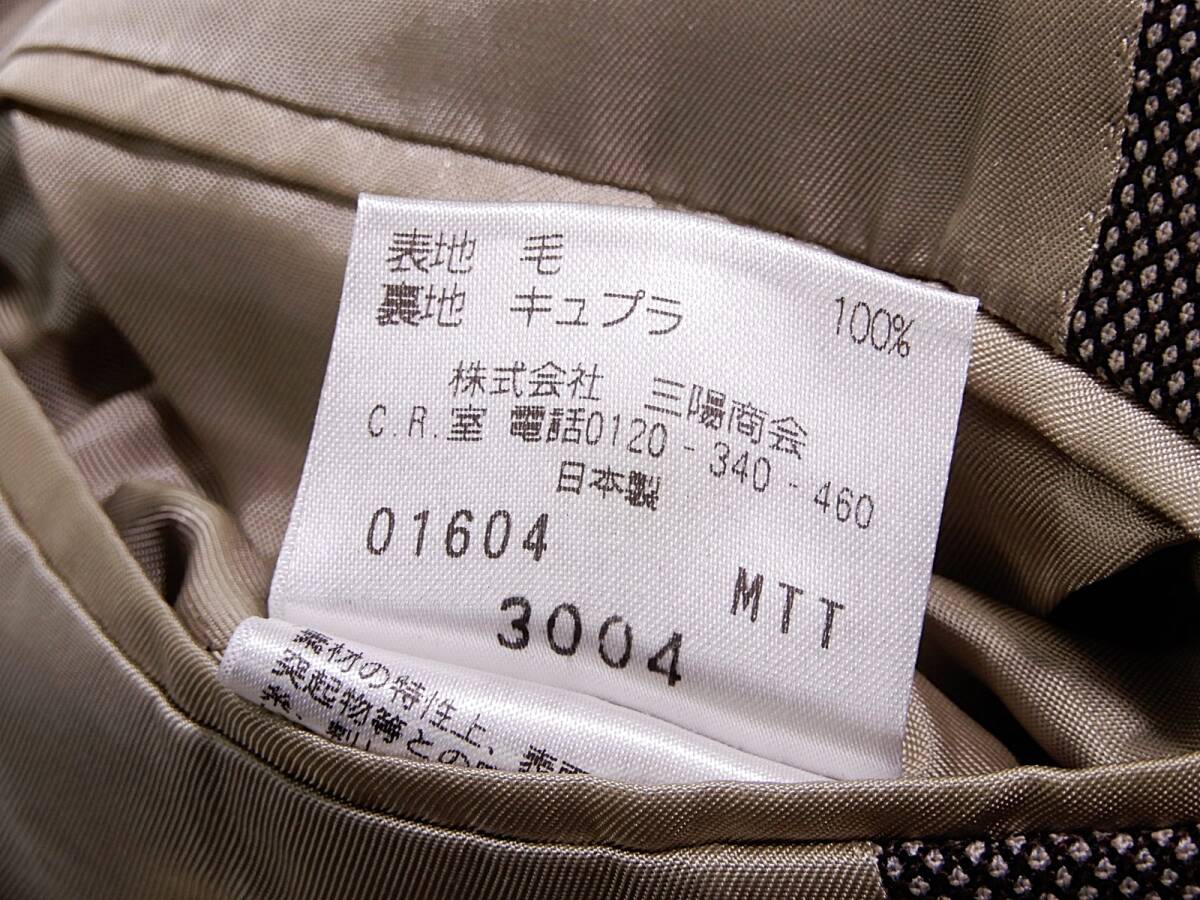 表地 毛
裏地 キュプラ 100%
株式会社 三陽商会
C.R.室 電話0120-340-460
日本製
01604
MTT
3004
素材の特性上、表面
突起物等との